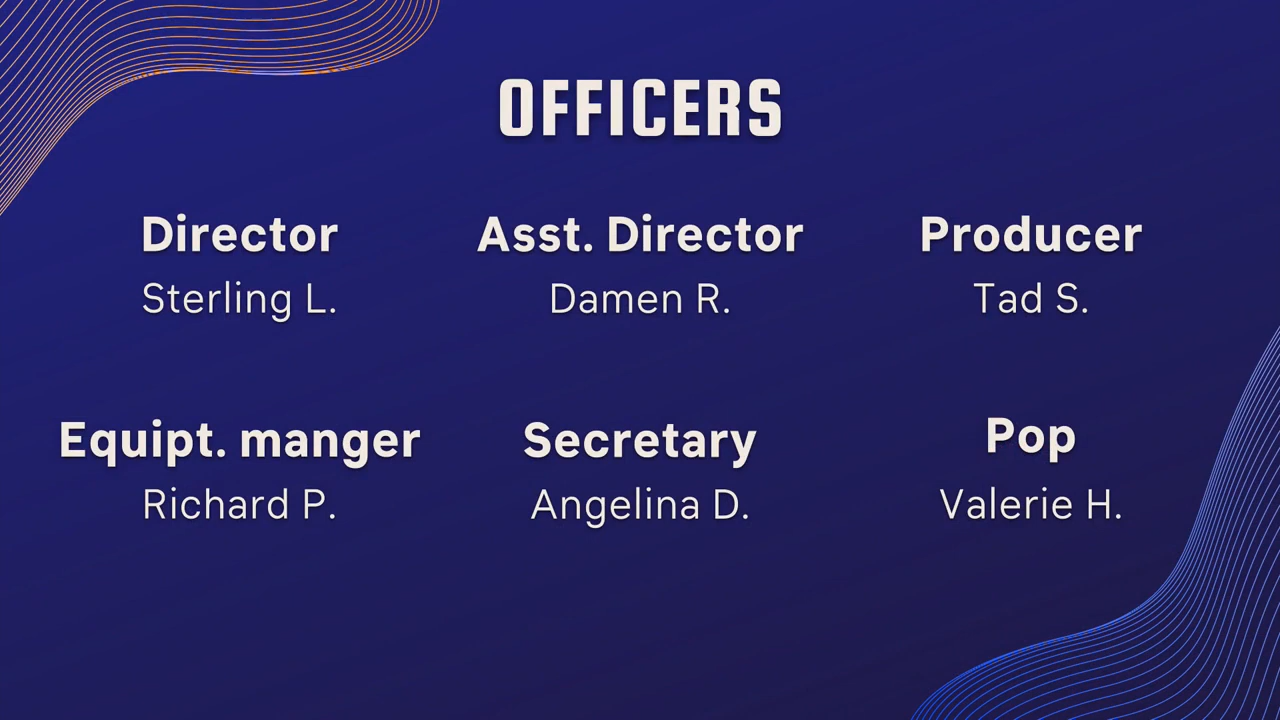 OFFICERS
Director
Sterling L.
Asst. Director
Damen R.
Producer
Tad S.
Equipt. manger
Richard P.
Secretary
Angelina D.
Pop
Valerie H.